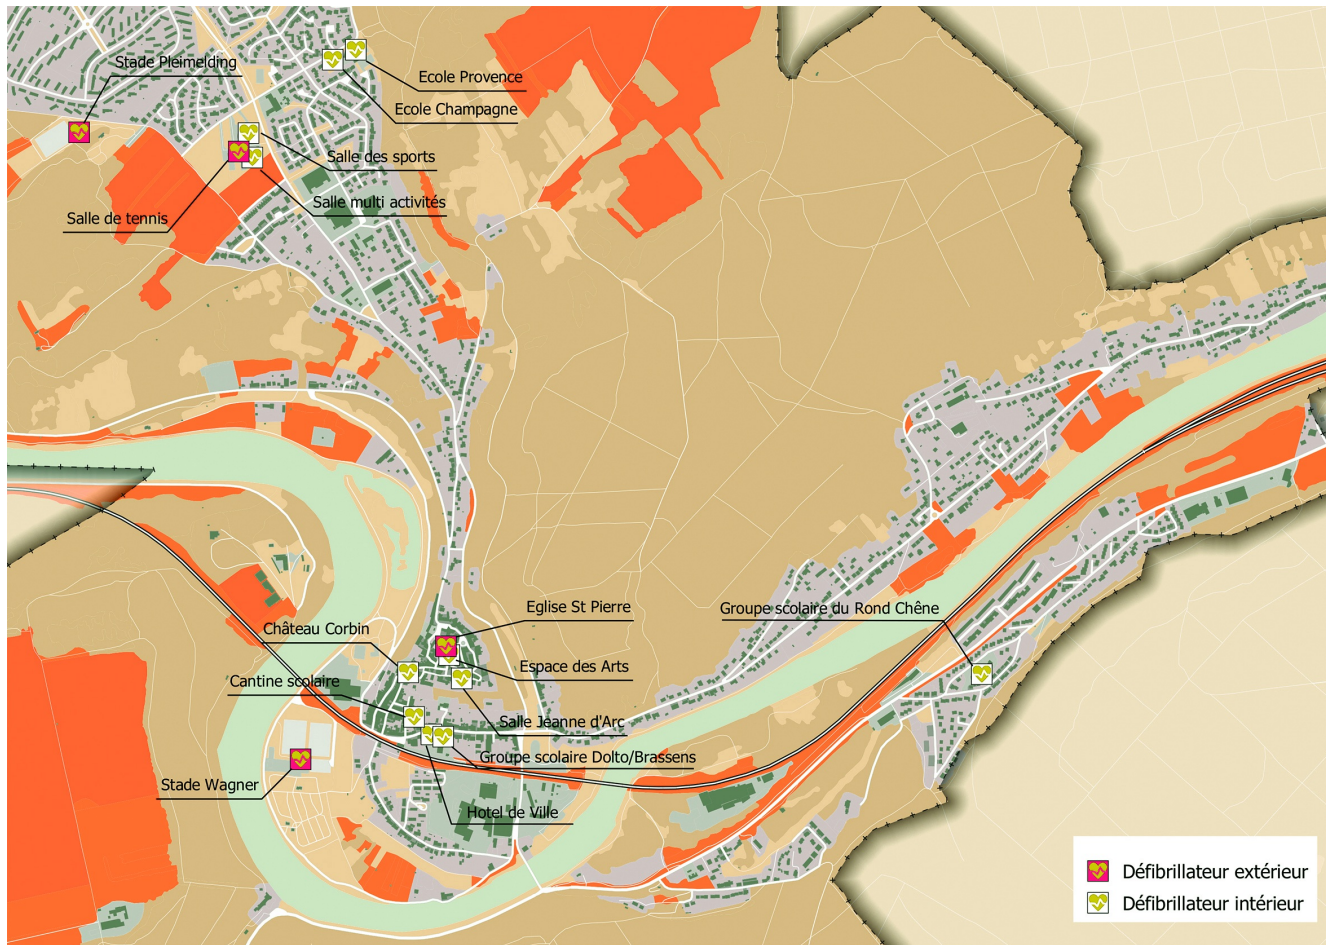 Stade Pleimelding
Ecole Provence
Ecole Champagne
Salle des sports
Salle multi activités
Salle de tennis
Eglise St Pierre
Groupe scolaire du Rond Chêne
Château Corbin
Espace des Arts
Cantine scolaire
Salle Jeanne d'Arc
Groupe scolaire Dolto/Brassens
Stade Wagner
Hotel de Ville
Défibrillateur extérieur
Défibrillateur intérieur